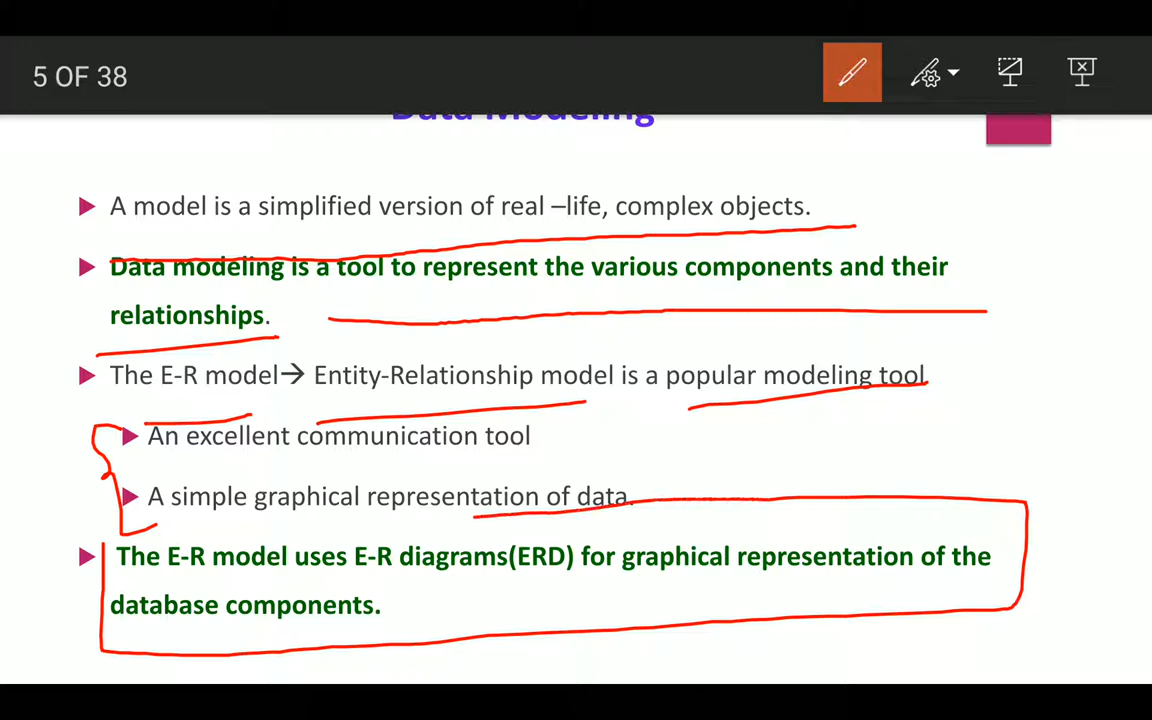 5 OF 38
Data Modeling
A model is a simplified version of real –life, complex objects.
Data modeling is a tool to represent the various components and their
relationships.
The E-R model→ Entity-Relationship model is a popular modeling tool
An excellent communication tool
A simple graphical representation of data.
The E-R model uses E-R diagrams(ERD) for graphical representation of the
database components.